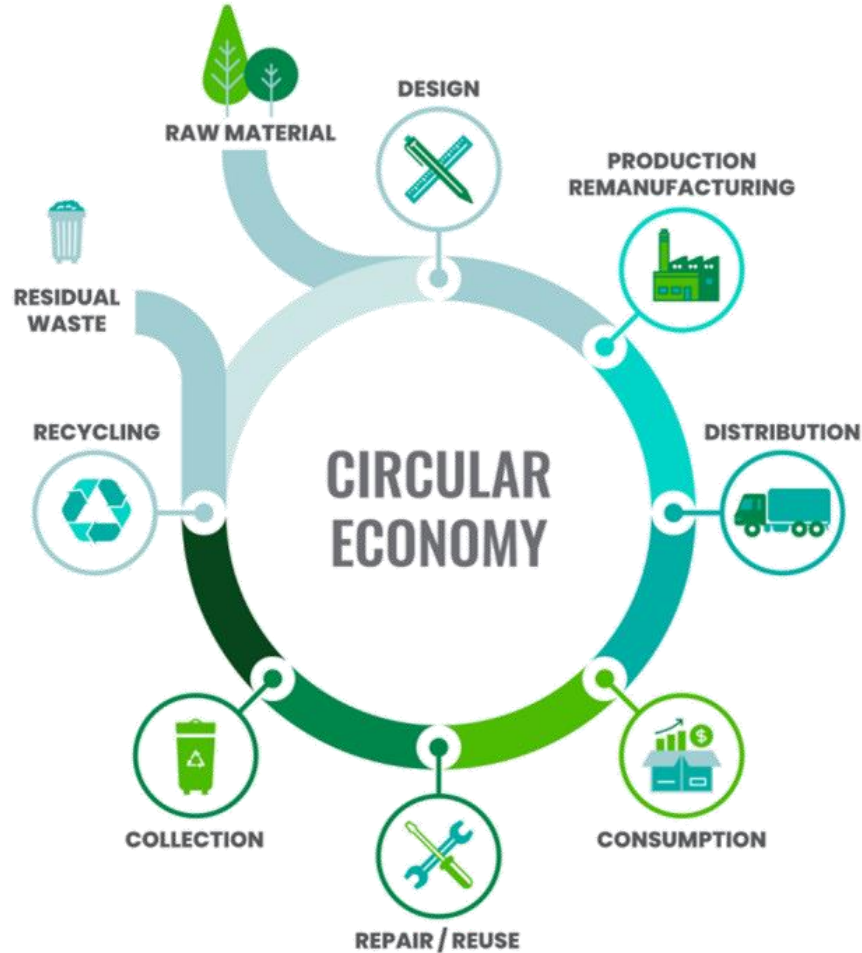 DESIGN
RAW MATERIAL
PRODUCTION
REMANUFACTURING
RESIDUAL
WASTE
RECYCLING
DISTRIBUTION
CIRCULAR
ECONOMY
$
COLLECTION
CONSUMPTION
REPAIR / REUSE